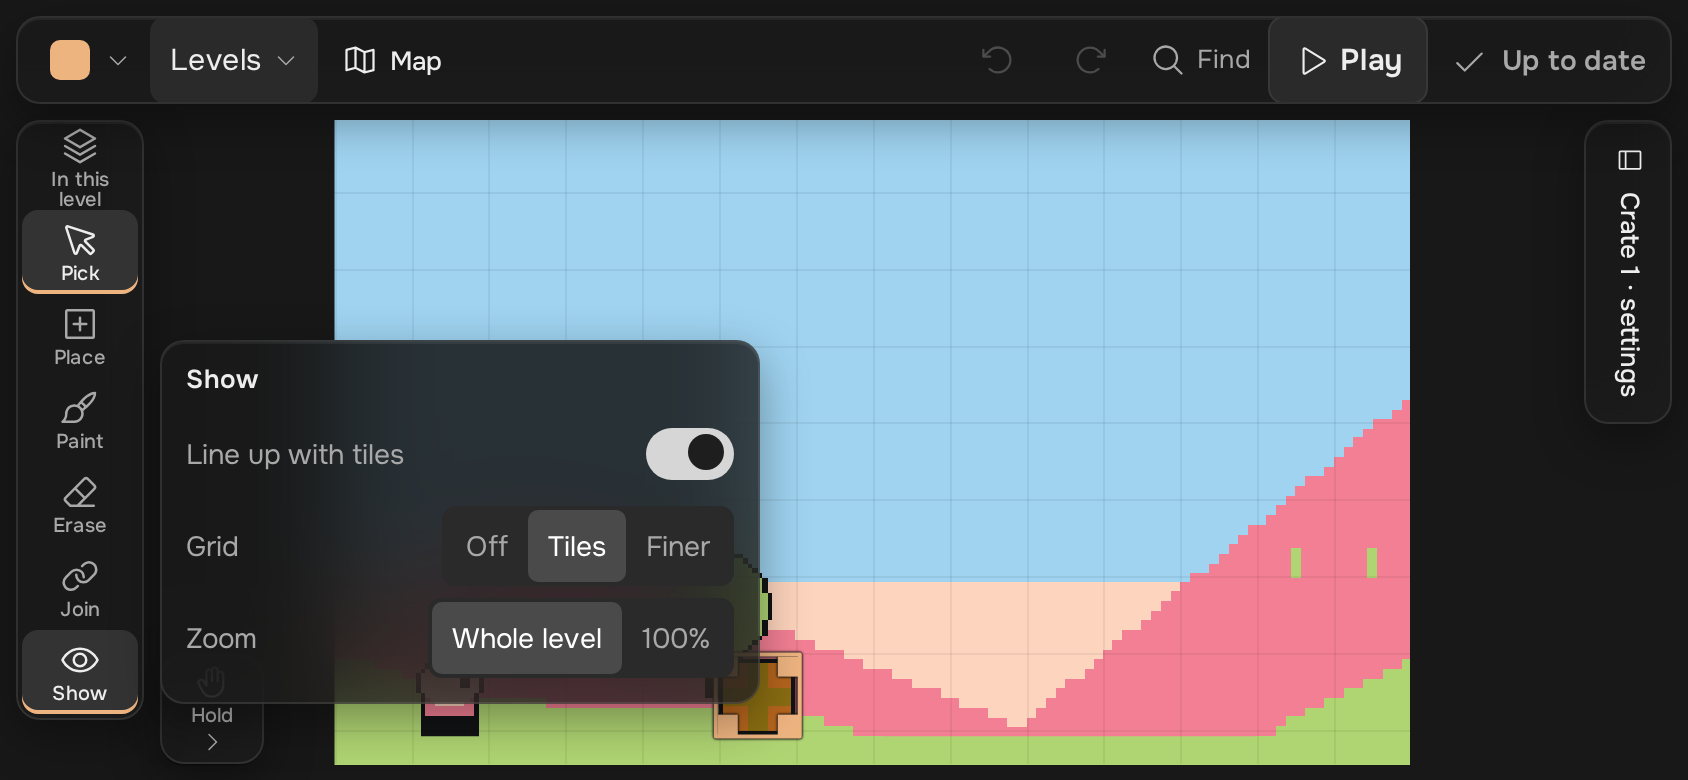 Levels
Map
Find
Play
Up to date
In this
level
Pick
Place
Paint
Erase
Join
Show
Show
Line up with tiles
Grid
Off
Tiles
Finer
Zoom
Whole level
100%
Hold
Crate 1 · settings